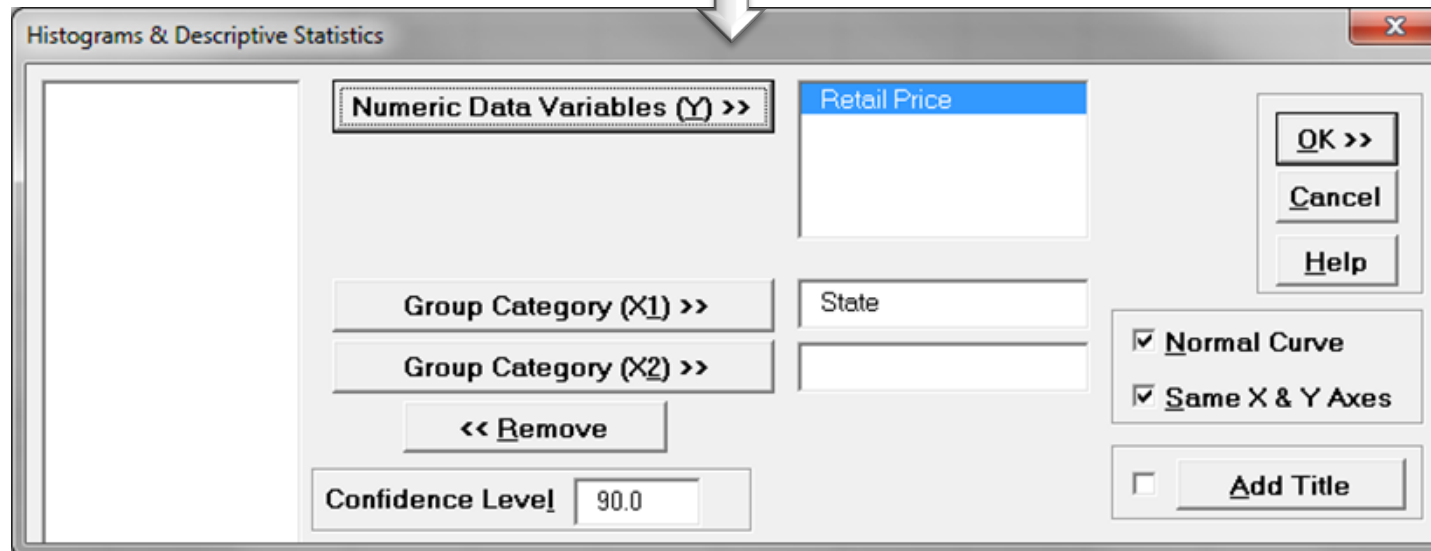 Histograms & Descriptive Statistics
x
Numeric Data Variables (Y) >>
Retail Price
OK >>
Cancel
Help
Group Category (X1) >>
State
Group Category (X2) >>
Normal Curve
Same X & Y Axes
<< Remove
Confidence Level
90.0
Add Title